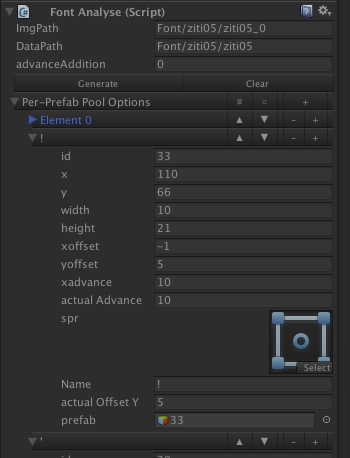 Font Analyse (Script)
ImgPath Font/ziti05/ziti05_0
DataPath Font/ziti05/ziti05
advanceAddition 0
Generate Clear
Per-Prefab Pool Options +
Element 0 - +
! - +
id 33
x 110
y 66
width 10
height 21
xoffset -1
yoffset 5
xadvance 10
actual Advance 10
spr
Select
Name !
actual Offset Y 5
prefab 33
' - +